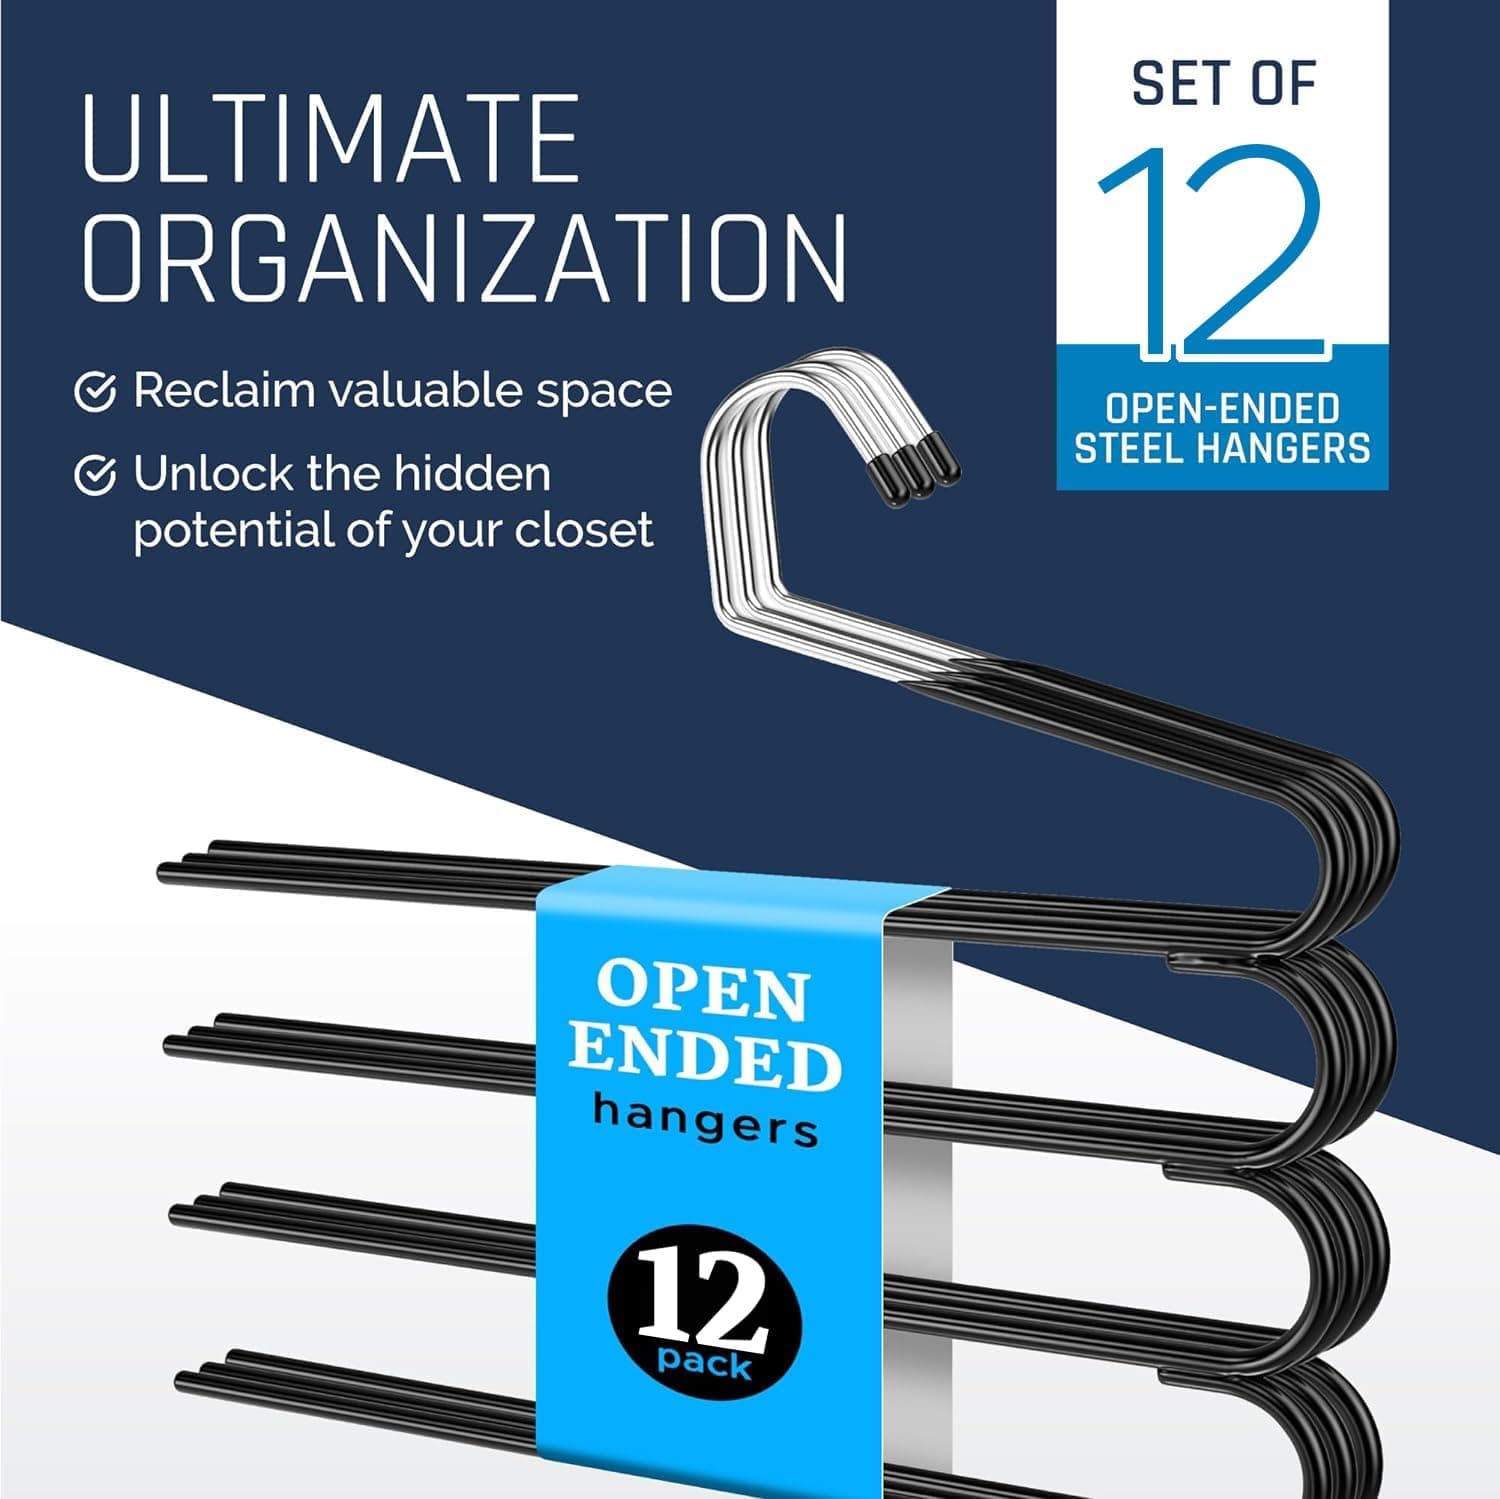 ULTIMATE
ORGANIZATION
Reclaim valuable space
Unlock the hidden
potential of your closet
SET OF
12
OPEN-ENDED
STEEL HANGERS
OPEN
ENDED
hangers
12
pack